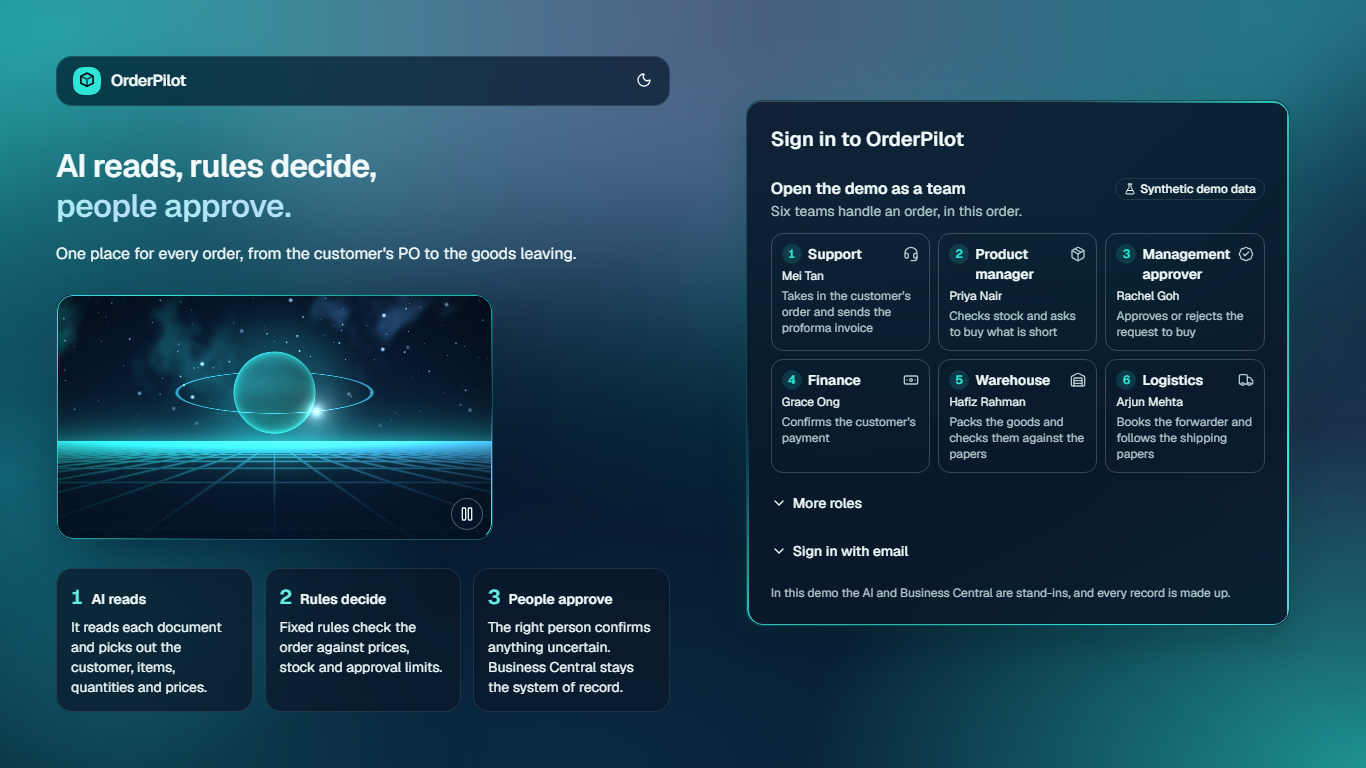 OrderPilot
AI reads, rules decide,
people approve.
One place for every order, from the customer's PO to the goods leaving.
1 AI reads
It reads each document
and picks out the
customer, items,
quantities and prices.
2 Rules decide
Fixed rules check the
order against prices,
stock and approval limits.
3 People approve
The right person confirms
anything uncertain.
Business Central stays
the system of record.
Sign in to OrderPilot
Open the demo as a team
Synthetic demo data
Six teams handle an order, in this order.
1 Support
Mei Tan
Takes in the customer's
order and sends the
proforma invoice
2 Product
manager
Priya Nair
Checks stock and asks
to buy what is short
3 Management
approver
Rachel Goh
Approves or rejects the
request to buy
4 Finance
Grace Ong
Confirms the customer's
payment
5 Warehouse
Hafiz Rahman
Packs the goods and
checks them against the
papers
6 Logistics
Arjun Mehta
Books the forwarder and
follows the shipping
papers
More roles
Sign in with email
In this demo the AI and Business Central are stand-ins, and every record is made up.